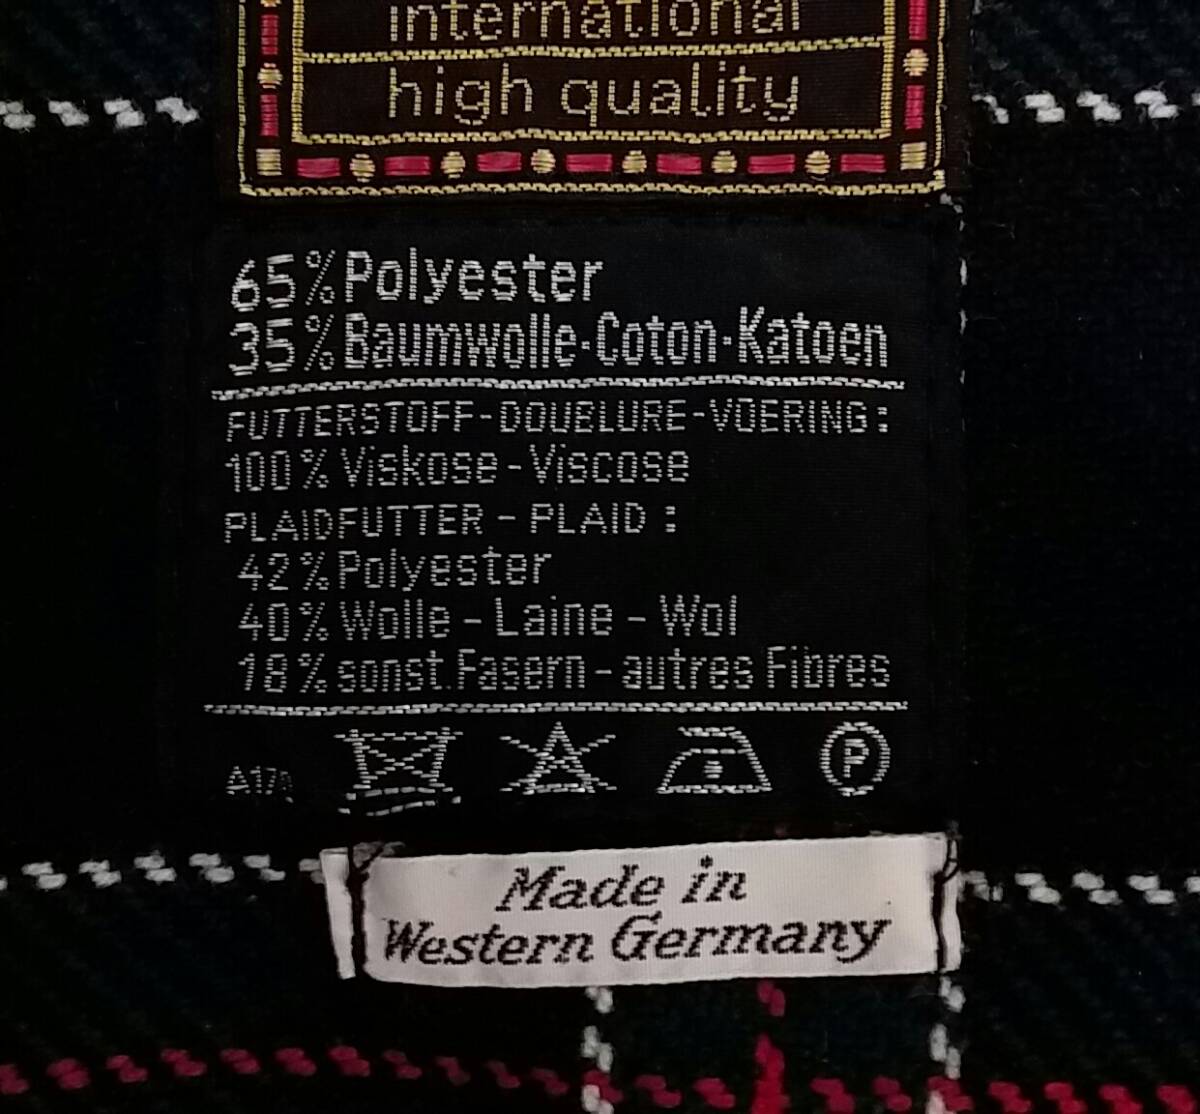 international
high quality
65% Polyester
35% Baumwolle·Coton·Katoen
FUTTERSTOFF-DOUBLURE-VOERING:
100% Viskose - Viscose
PLAIDFUTTER - PLAID :
42% Polyester
40% Wolle - Laine - Wol
18% sonst.Fasern - autres Fibres
P
Made in
Western Germany